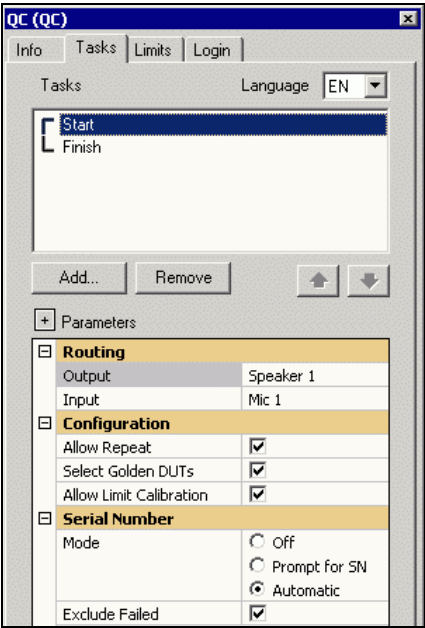 QC (QC)
Info Tasks Limits Login
Tasks Language EN
Start
Finish
Add... Remove
Parameters
Routing
Output Speaker 1
Input Mic 1
Configuration
Allow Repeat
Select Golden DUTs
Allow Limit Calibration
Serial Number
Mode Off
Prompt for SN
Automatic
Exclude Failed